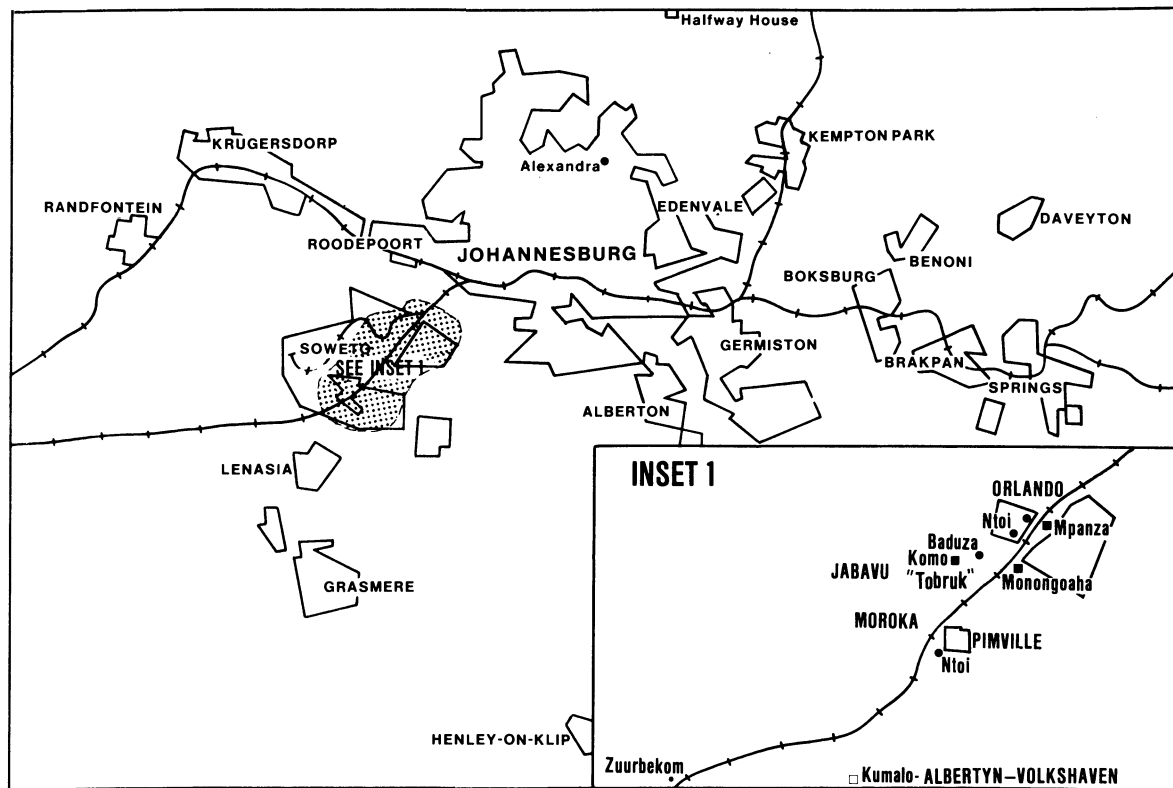 Halfway House
KRUGERSDORP
KEMPTON PARK
Alexandra
RANDFONTEIN
EDENVALE
DAVEYTON
ROODEPOORT
JOHANNESBURG
BENONI
BOKSBURG
SOWETO
GERMISTON
SEE INSET 1
BRAKPAN
SPRINGS
ALBERTON
LENASIA
GRASMERE
HENLEY-ON-KLIP
INSET 1
ORLANDO
Ntoi
Mpanza
Baduza
Komo
JABAVU
"Tobruk"
Monongoaha
MOROKA
PIMVILLE
Ntoi
Zuurbekom
Kumalo- ALBERTYN–VOLKSHAVEN